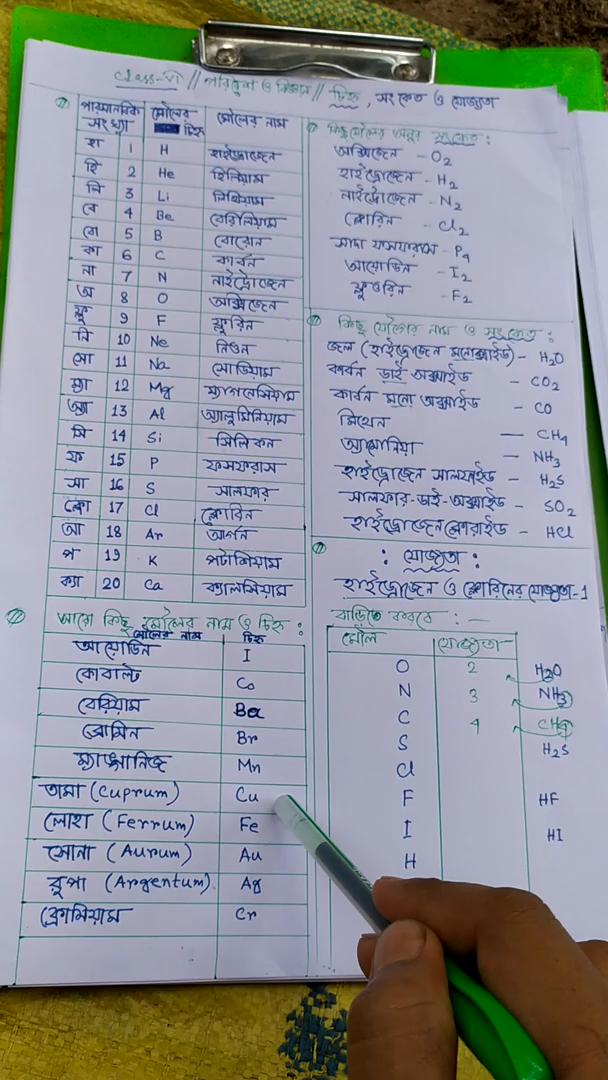 Class-VI // পরিবেশ ও বিজ্ঞান // চিহ্ন, সংকেত ও যোজ্যতা
পারমানবিক সংখ্যা মৌলের চিহ্ন মৌলের নাম
হা 1 H হাইড্রোজেন
হি 2 He হিলিয়াম
লি 3 Li লিথিয়াম
বে 4 Be বেরিলিয়াম
বো 5 B বোরোন
কা 6 C কার্বন
না 7 N নাইট্রোজেন
অ 8 O অক্সিজেন
ফ্লু 9 F ফ্লুরিন
নি 10 Ne নিওন
সো 11 Na সোডিয়াম
ম্যা 12 Mg ম্যাগনেসিয়াম
অ্যা 13 Al অ্যালুমিনিয়াম
সি 14 Si সিলিকন
ফ 15 P ফসফরাস
সা 16 S সালফার
ক্লো 17 Cl ক্লোরিন
আ 18 Ar আর্গন
প 19 K পটাশিয়াম
ক্যা 20 Ca ক্যালসিয়াম
আরো কিছু মৌলের নাম ও চিহ্ন :
মৌলের নাম চিহ্ন
আয়োডিন I
কোবাল্ট Co
বেরিয়াম Ba
ব্রোমিন Br
ম্যাঙ্গানিজ Mn
তামা (Cuprum) Cu
লোহা (Ferrum) Fe
সোনা (Aurum) Au
রুপা (Argentum) Ag
ক্রোমিয়াম Cr
কিছু মৌলের অনুর সংকেত :
অক্সিজেন - O₂
হাইড্রোজেন - H₂
নাইট্রোজেন - N₂
ক্লোরিন - Cl₂
সাদা ফসফরাস - P₄
আয়োডিন - I₂
ফ্লুওরিন - F₂
কিছু যৌগের নাম ও সংকেত :
জল (হাইড্রোজেন মনোক্সাইড) - H₂O
কার্বন ডাই অক্সাইড - CO₂
কার্বন মনো অক্সাইড - CO
মিথেন - CH₄
অ্যামোনিয়া - NH₃
হাইড্রোজেন সালফাইড - H₂S
সালফার-ডাই-অক্সাইড - SO₂
হাইড্রোজেন ক্লোরাইড - HCl
: যোজ্যতা :
হাইড্রোজেন ও ক্লোরিনের যোজ্যতা-1
বাড়িতে করবে : -
মৌল যোজ্যতা
O 2 H₂O
N 3 NH₃
C 4 CH₄
S H₂S
Cl
F HF
I HI
H